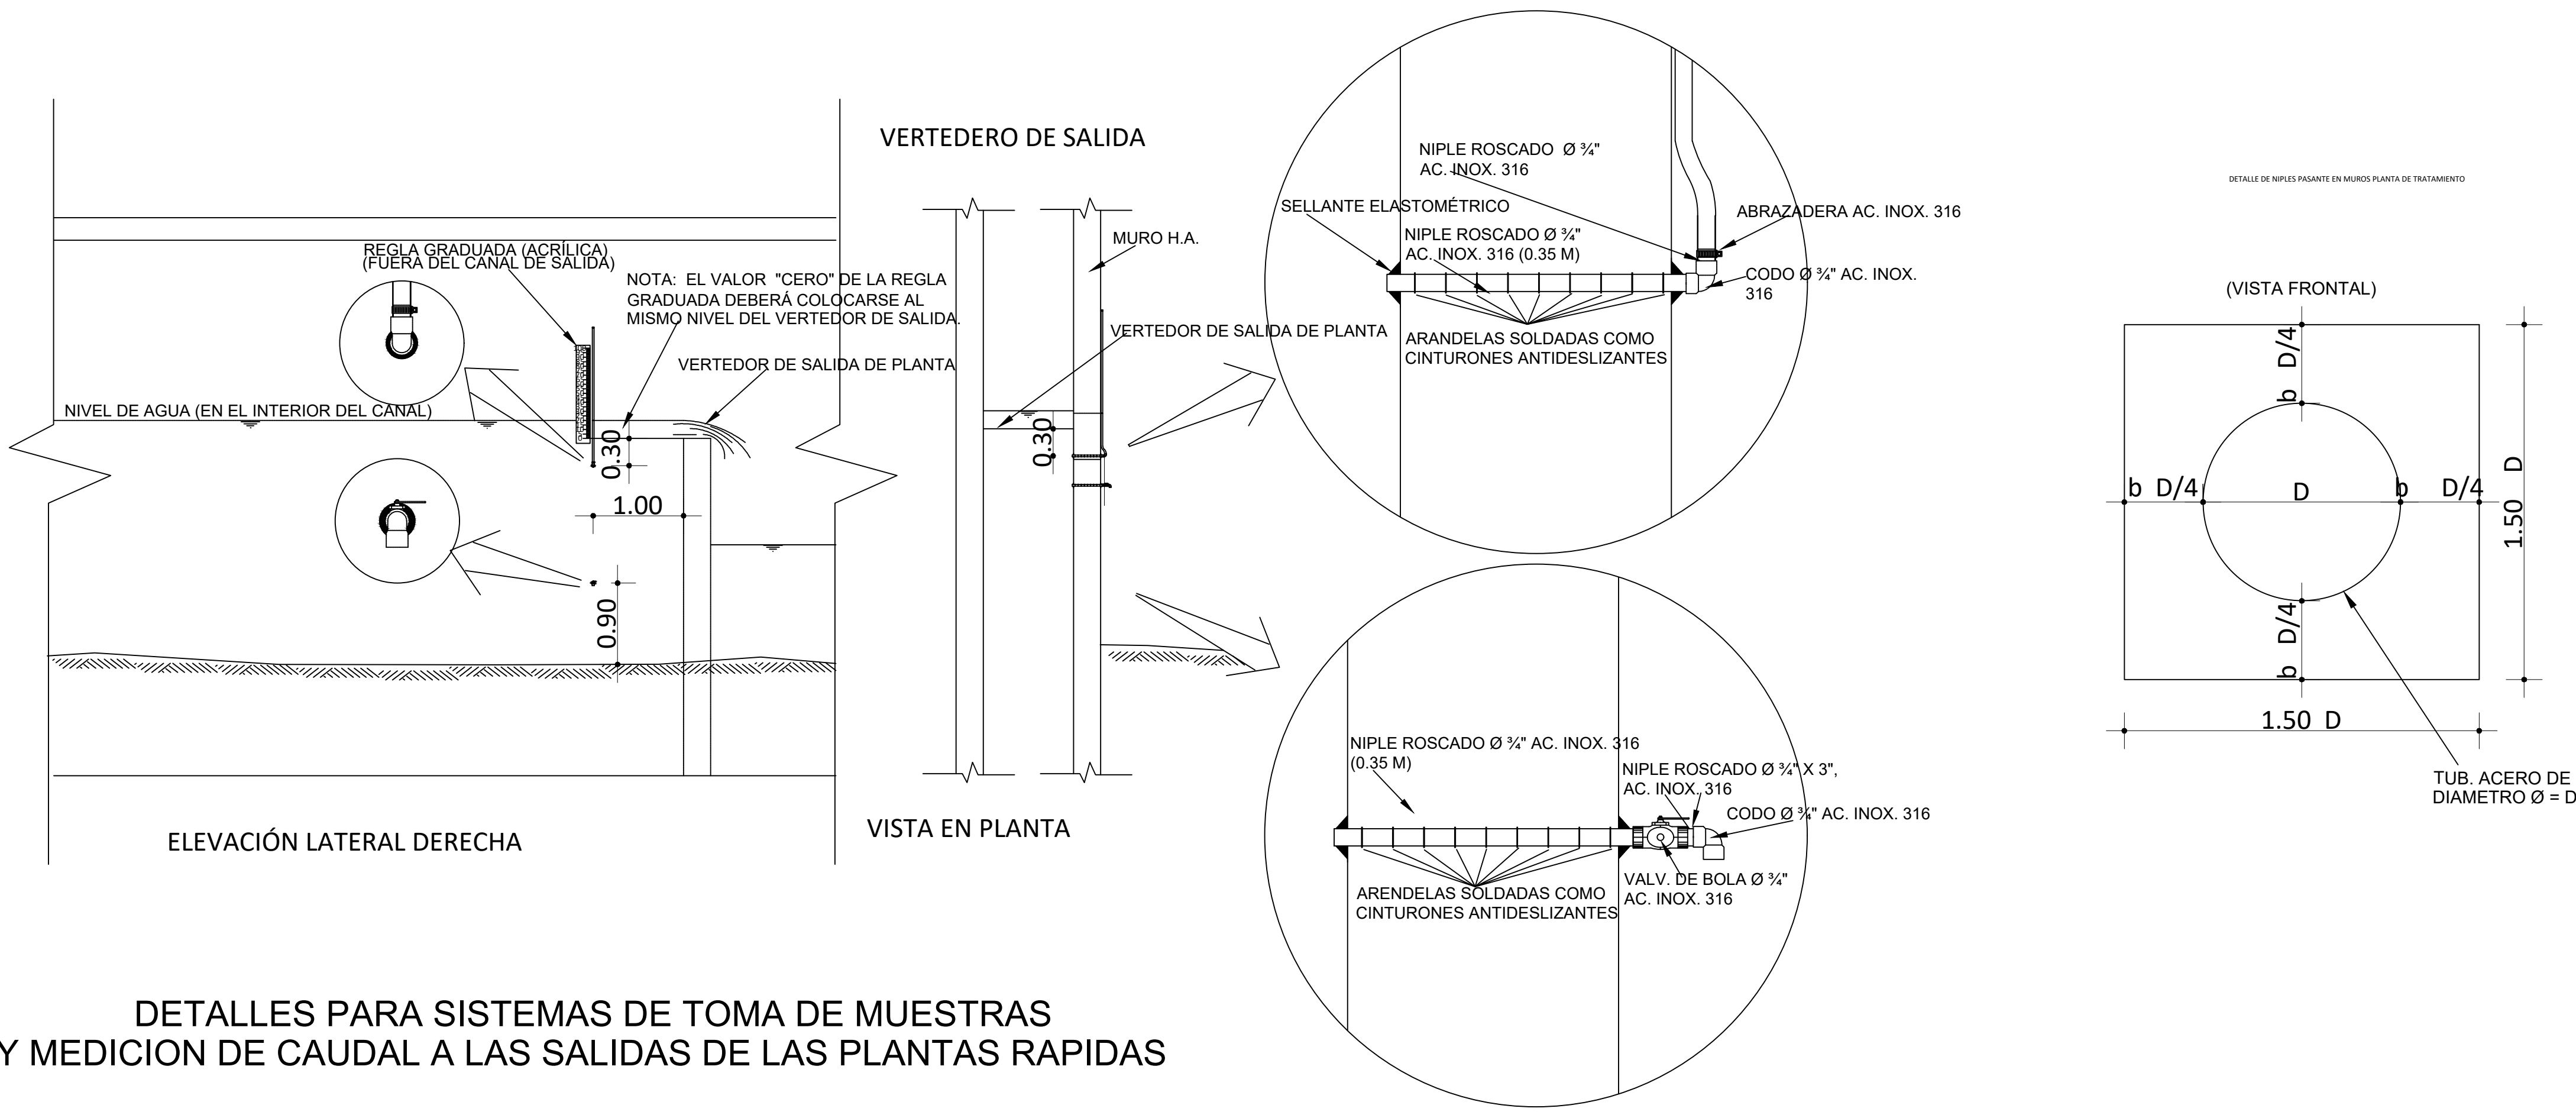 VERTEDERO DE SALIDA
REGLA GRADUADA (ACRÍLICA)
(FUERA DEL CANAL DE SALIDA)
NOTA: EL VALOR "CERO" DE LA REGLA
GRADUADA DEBERÁ COLOCARSE AL
MISMO NIVEL DEL VERTEDOR DE SALIDA.
VERTEDOR DE SALIDA DE PLANTA
NIVEL DE AGUA (EN EL INTERIOR DEL CANAL)
0.30
1.00
0.90
ELEVACIÓN LATERAL DERECHA
MURO H.A.
VERTEDOR DE SALIDA DE PLANTA
0.30
VISTA EN PLANTA
NIPLE ROSCADO Ø ¾"
AC. INOX. 316
SELLANTE ELASTOMÉTRICO
NIPLE ROSCADO Ø ¾"
AC. INOX. 316 (0.35 M)
ABRAZADERA AC. INOX. 316
CODO Ø ¾" AC. INOX.
316
ARANDELAS SOLDADAS COMO
CINTURONES ANTIDESLIZANTES
NIPLE ROSCADO Ø ¾" AC. INOX. 316
(0.35 M)
NIPLE ROSCADO Ø ¾" X 3",
AC. INOX. 316
CODO Ø ¾" AC. INOX. 316
VALV. DE BOLA Ø ¾"
AC. INOX. 316
ARENDELAS SOLDADAS COMO
CINTURONES ANTIDESLIZANTES
DETALLE DE NIPLES PASANTE EN MUROS PLANTA DE TRATAMIENTO
(VISTA FRONTAL)
b D/4
b D/4
D
b D/4
b D/4
1.50 D
1.50 D
TUB. ACERO DE
DIAMETRO Ø = D
DETALLES PARA SISTEMAS DE TOMA DE MUESTRAS
Y MEDICION DE CAUDAL A LAS SALIDAS DE LAS PLANTAS RAPIDAS